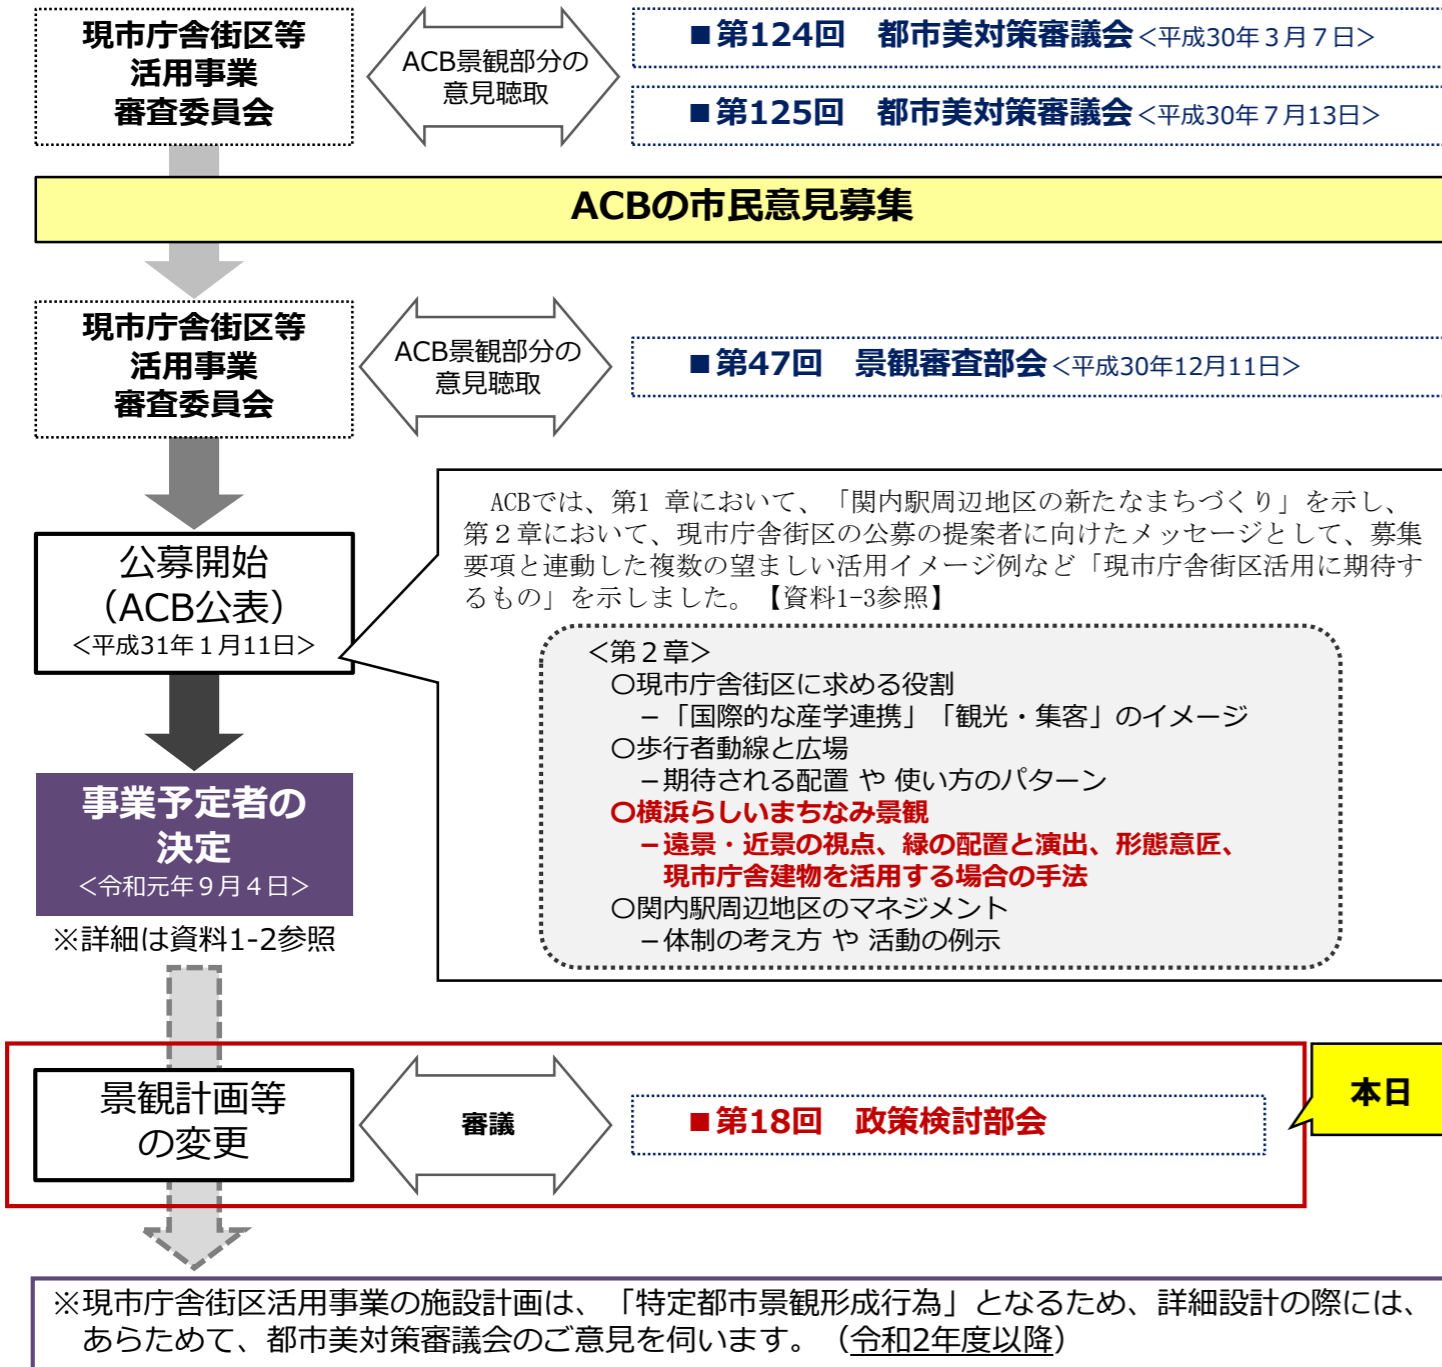 現市庁舎街区等
活用事業
審査委員会
ACB景観部分の
意見聴取
■第124回　都市美対策審議会<平成30年３月７日>
■第125回　都市美対策審議会<平成30年７月13日>
ACBの市民意見募集
現市庁舎街区等
活用事業
審査委員会
ACB景観部分の
意見聴取
■第47回　景観審査部会<平成30年12月11日>
公募開始
（ACB公表）
<平成31年１月11日>
ACBでは、第1 章において、「関内駅周辺地区の新たなまちづくり」を示し、
第２章において、現市庁舎街区の公募の提案者に向けたメッセージとして、募集
要項と連動した複数の望ましい活用イメージ例など「現市庁舎街区活用に期待す
るもの」を示しました。【資料1-3参照】
<第２章>
〇現市庁舎街区に求める役割
－「国際的な産学連携」「観光・集客」のイメージ
〇歩行者動線と広場
－期待される配置 や 使い方のパターン
〇横浜らしいまちなみ景観
－遠景・近景の視点、緑の配置と演出、形態意匠、
現市庁舎建物を活用する場合の手法
〇関内駅周辺地区のマネジメント
－体制の考え方 や 活動の例示
事業予定者の
決定
<令和元年９月４日>
※詳細は資料1-2参照
景観計画等
の変更
審議
■第18回　政策検討部会
本日
※現市庁舎街区活用事業の施設計画は、「特定都市景観形成行為」となるため、詳細設計の際には、
あらためて、都市美対策審議会のご意見を伺います。（令和2年度以降）